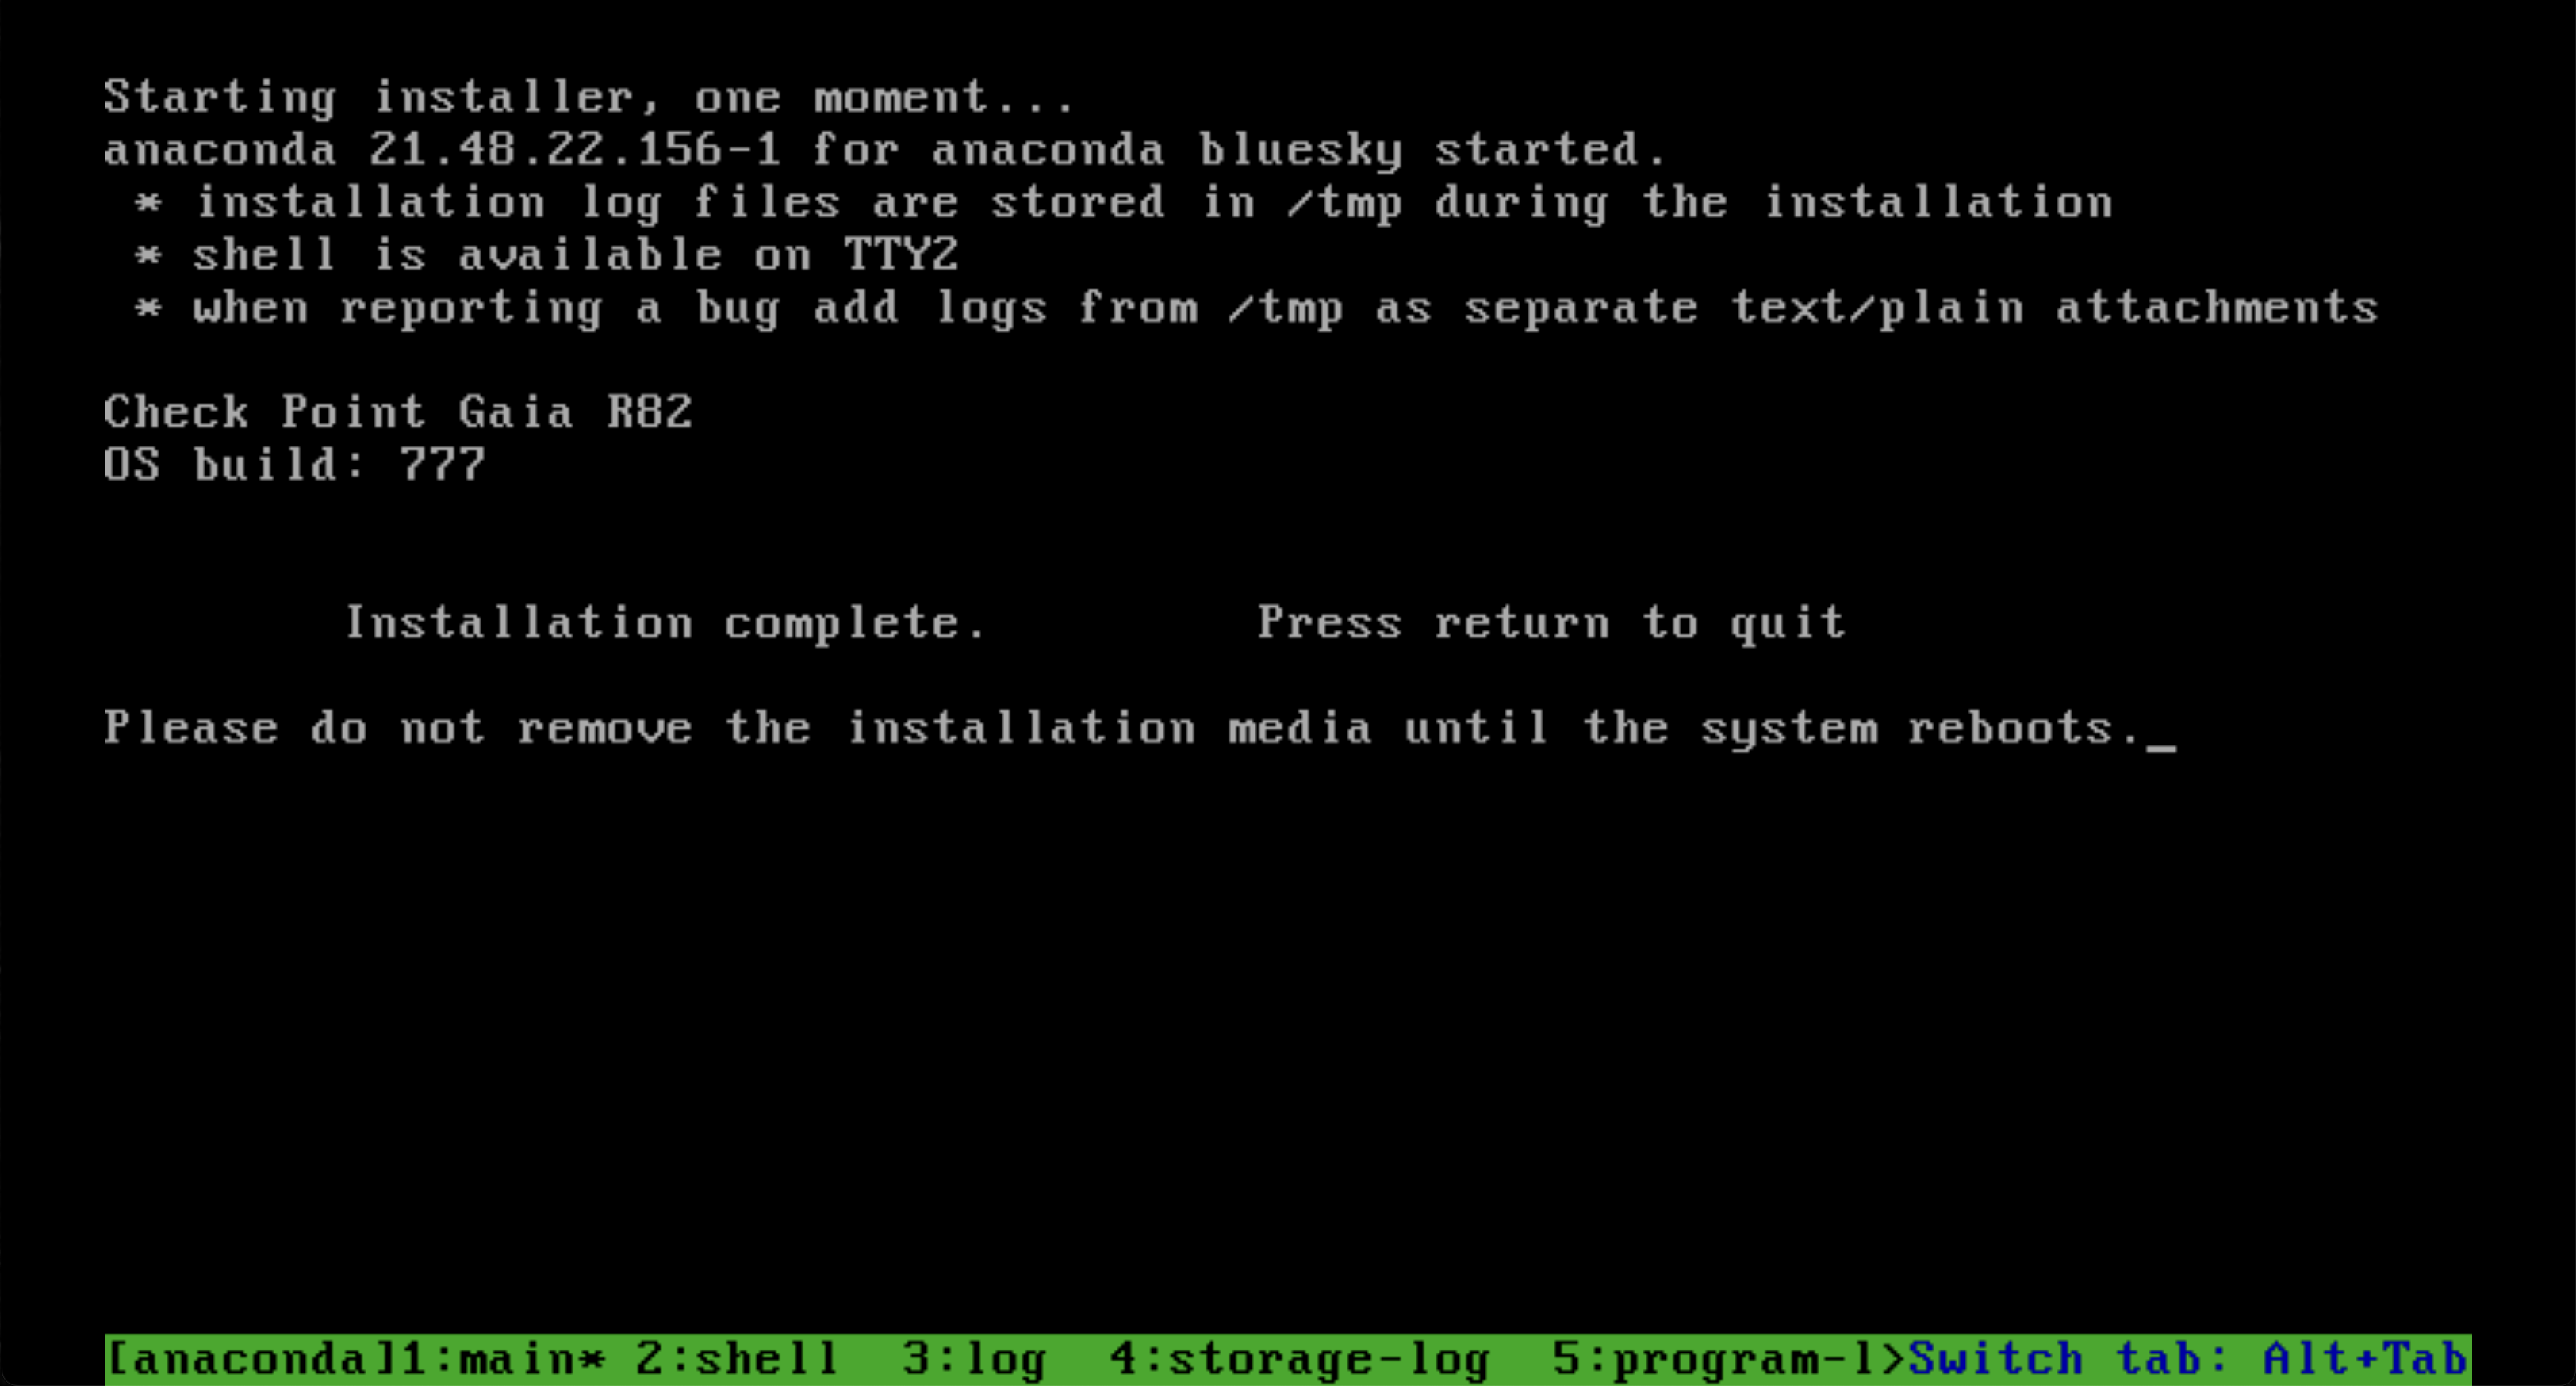 Starting installer, one moment...
anaconda 21.48.22.156-1 for anaconda bluesky started.
* installation log files are stored in /tmp during the installation
* shell is available on TTY2
* when reporting a bug add logs from /tmp as separate text/plain attachments
Check Point Gaia R82
OS build: 777
Installation complete. Press return to quit
Please do not remove the installation media until the system reboots._
[anaconda]1:main* 2:shell 3:log 4:storage-log 5:program-l>Switch tab: Alt+Tab